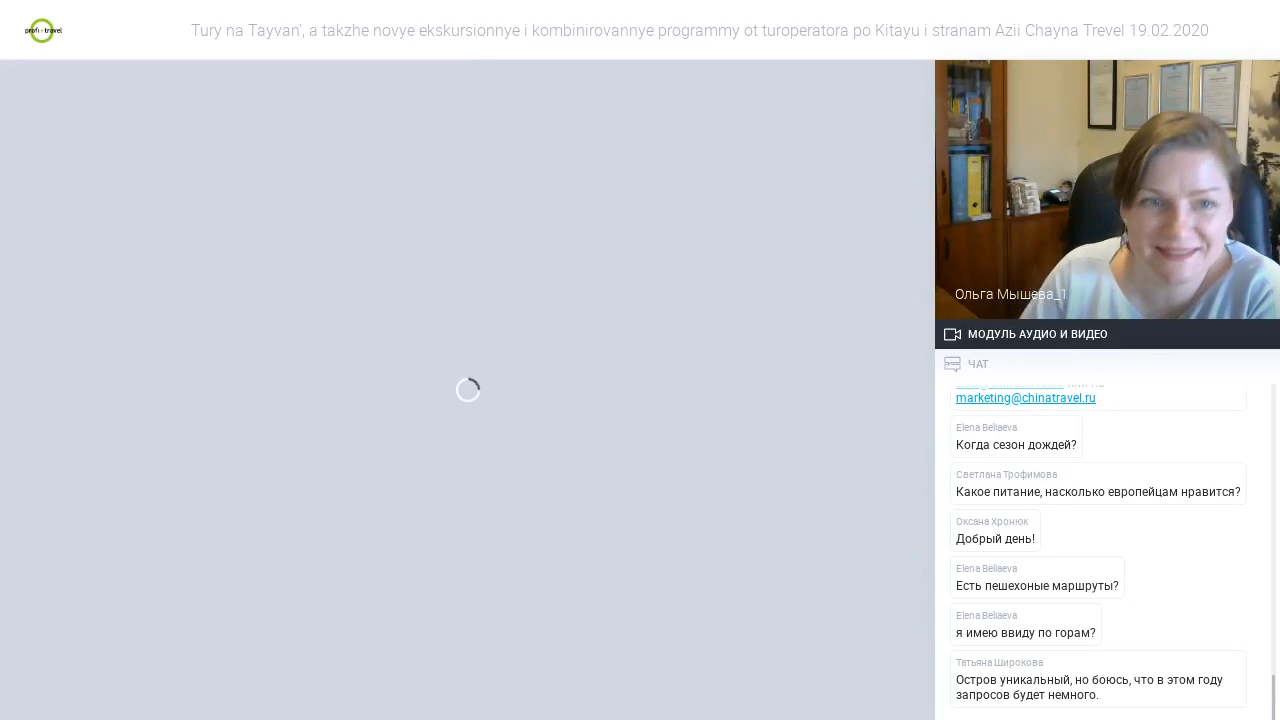 profi - travel
Tury na Tayvan', a takzhe novye ekskursionnye i kombinirovannye programmy ot turoperatora po Kitayu i stranam Azii Chayna Trevel 19.02.2020
Ольга Мышева_1
МОДУЛЬ АУДИО И ВИДЕО
ЧАТ
marketing@chinatravel.ru
Elena Beliaeva
Когда сезон дождей?
Светлана Трофимова
Какое питание, насколько европейцам нравится?
Оксана Хронюк
Добрый день!
Elena Beliaeva
Есть пешехоные маршруты?
Elena Beliaeva
я имею ввиду по горам?
Татьяна Широкова
Остров уникальный, но боюсь, что в этом году
запросов будет немного.